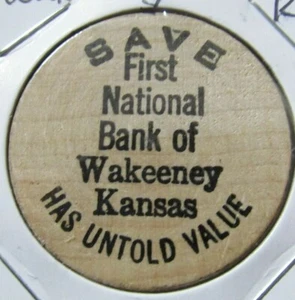 SAVE
First
National
Bank of
Wakeeney
Kansas
HAS UNTOLD VALUE